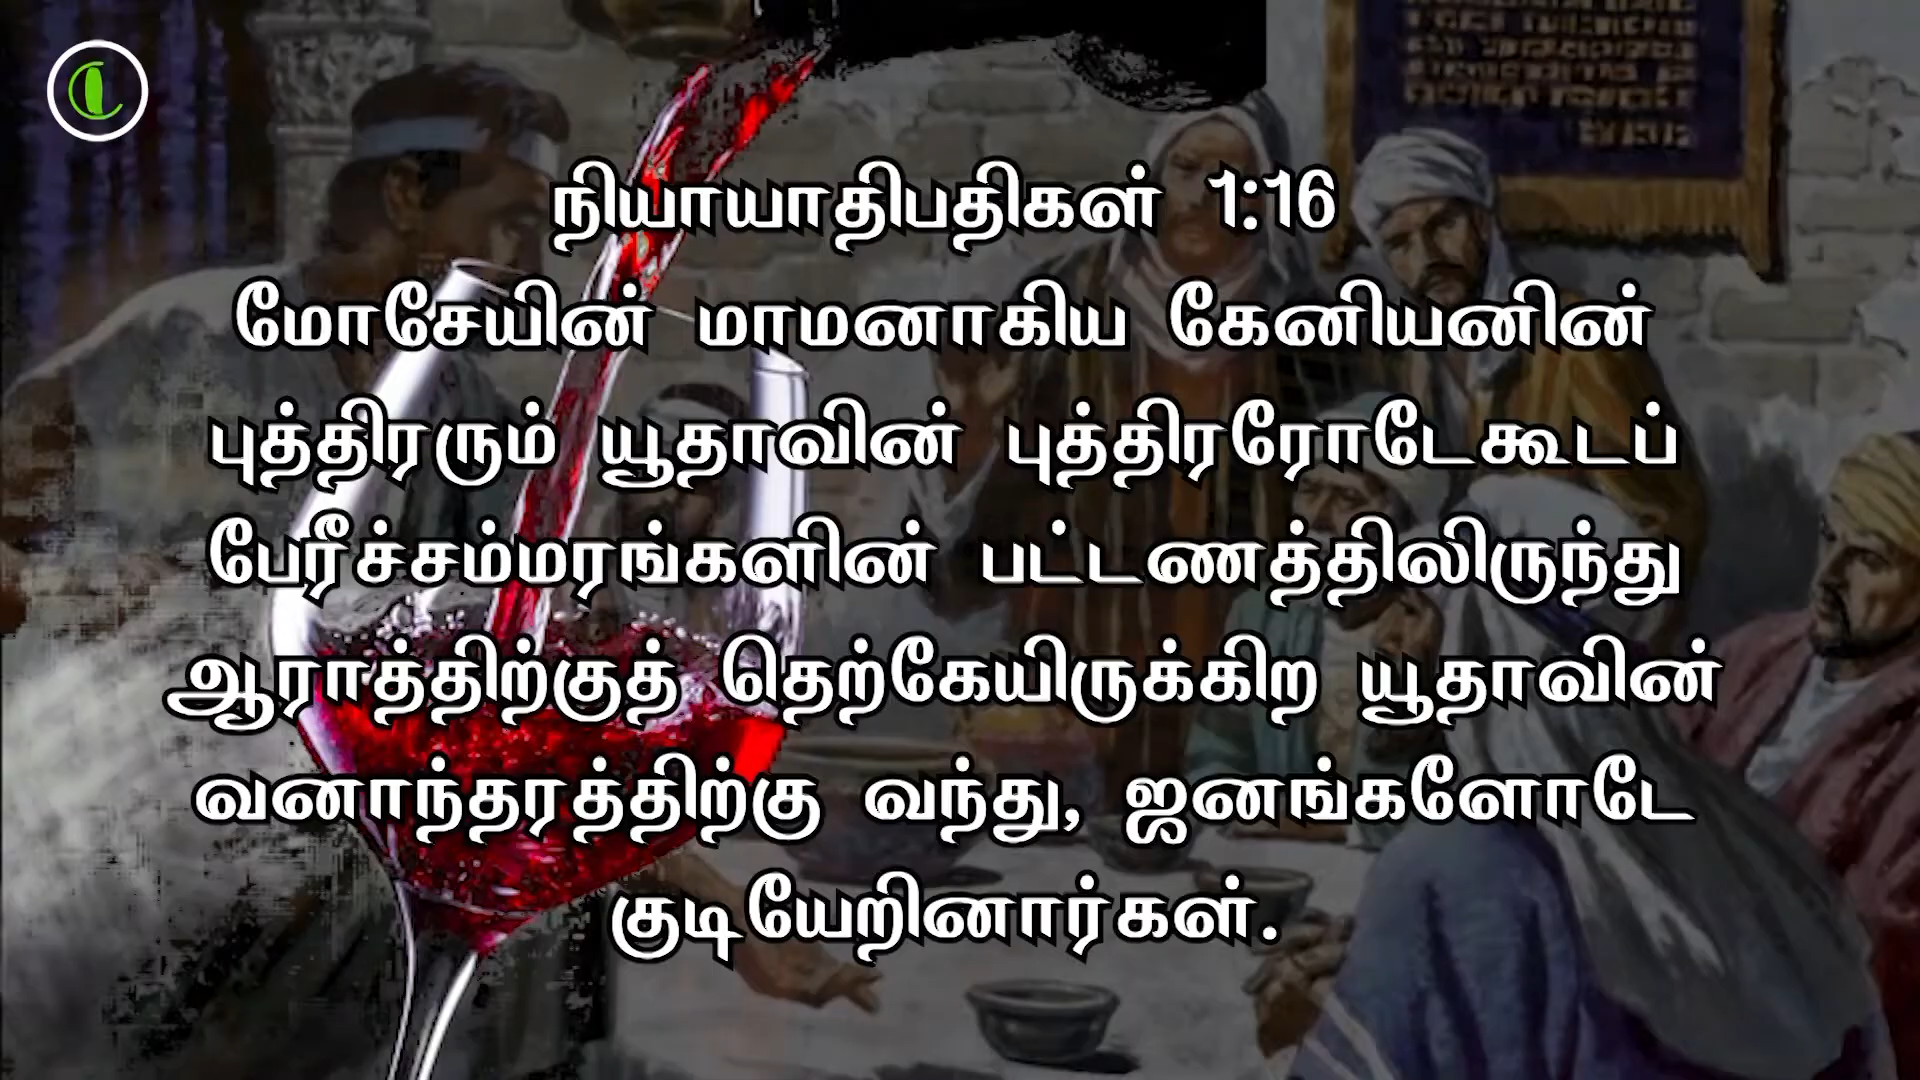 நியாயாதிபதிகள் 1:16
மோசேயின் மாமனாகிய கேனியனின்
புத்திரரும் யூதாவின் புத்திரரோடேகூடப்
பேரீச்சம்மரங்களின் பட்டணத்திலிருந்து
ஆராத்திற்குத் தெற்கேயிருக்கிற யூதாவின்
வனாந்தரத்திற்கு வந்து, ஜனங்களோடே
குடியேறினார்கள்.